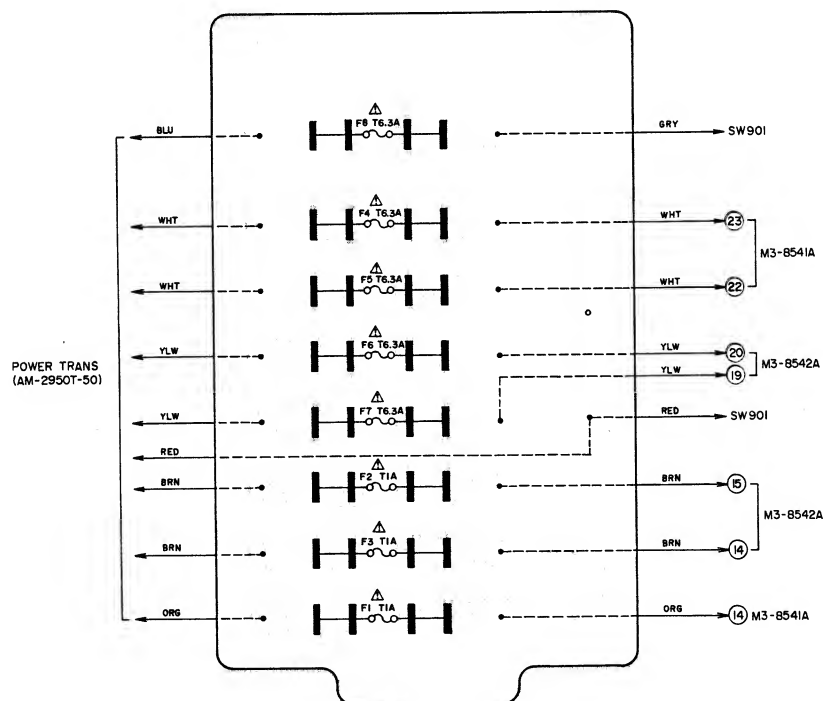 BLU
F8 T6.3A
GRY
SW901
WHT
F4 T6.3A
WHT
23
M3-8541A
WHT
F5 T6.3A
WHT
22
POWER TRANS
(AM-2950T-50)
YLW
F6 T6.3A
YLW
20
M3-8542A
YLW
19
YLW
F7 T6.3A
RED
SW901
RED
BRN
F2 T1A
BRN
15
M3-8542A
BRN
F3 T1A
BRN
14
ORG
F1 T1A
ORG
14 M3-8541A